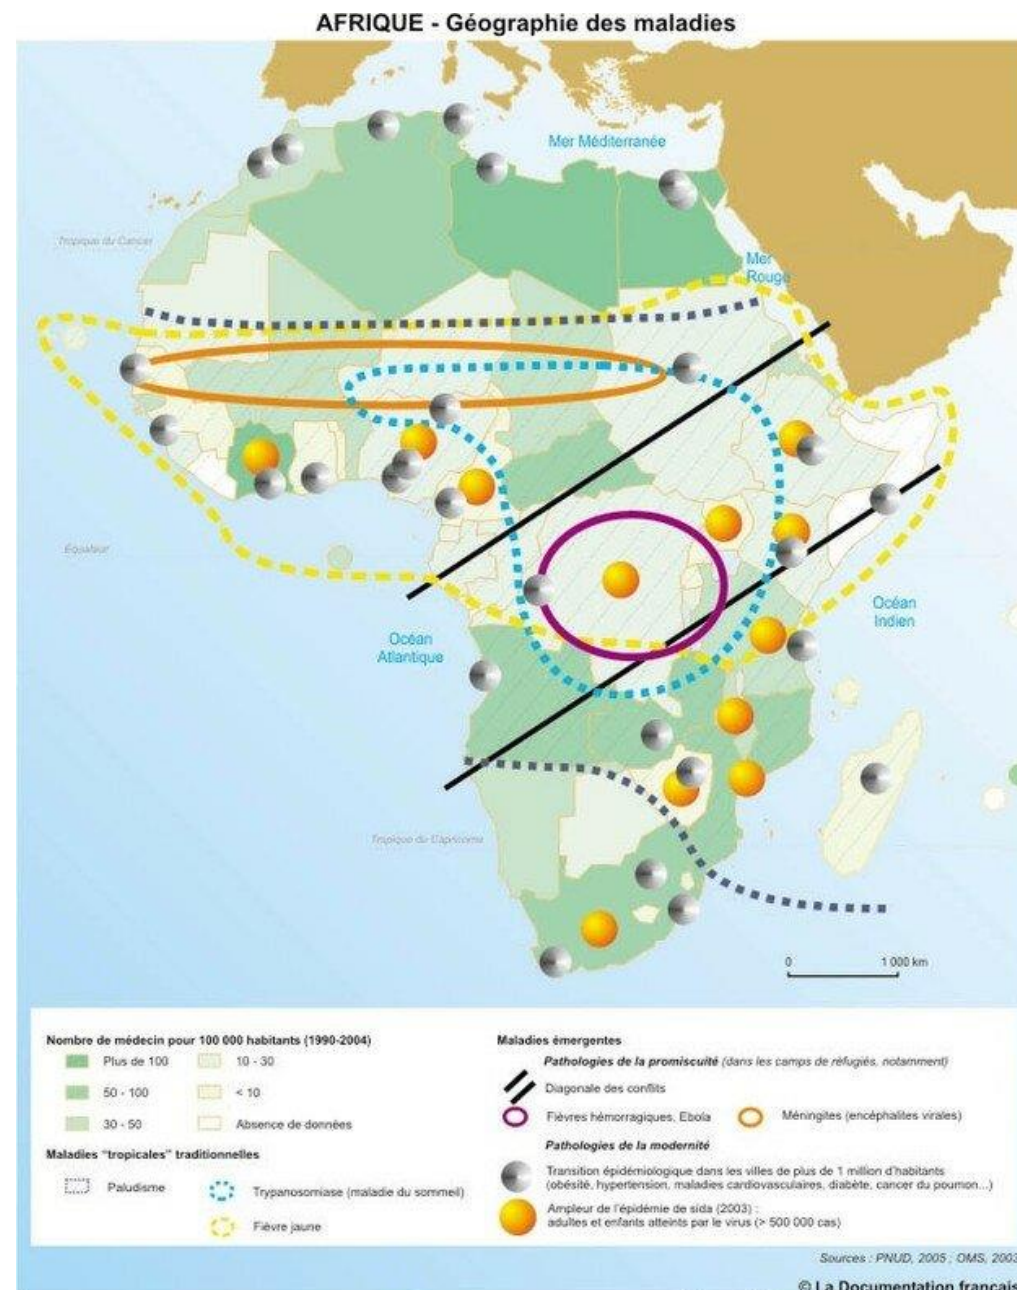 AFRIQUE - Géographie des maladies
Mer Méditerranée
Tropique du Cancer
Mer
Rouge
Équateur
Océan
Indien
Océan
Atlantique
Tropique du Capricorne
0 1 000 km
Nombre de médecin pour 100 000 habitants (1990-2004)
Plus de 100
10 - 30
50 - 100
< 10
30 - 50
Absence de données
Maladies "tropicales" traditionnelles
Paludisme
Trypanosomiase (maladie du sommeil)
Fièvre jaune
Maladies émergentes
Pathologies de la promiscuité (dans les camps de réfugiés, notamment)
Diagonale des conflits
Fièvres hémorragiques, Ebola
Méningites (encéphalites virales)
Pathologies de la modernité
Transition épidémiologique dans les villes de plus de 1 million d'habitants
(obésité, hypertension, maladies cardiovasculaires, diabète, cancer du poumon...)
Ampleur de l'épidémie de sida (2003) :
adultes et enfants atteints par le virus (> 500 000 cas)
Sources : PNUD, 2005 ; OMS, 2003
© La Documentation français